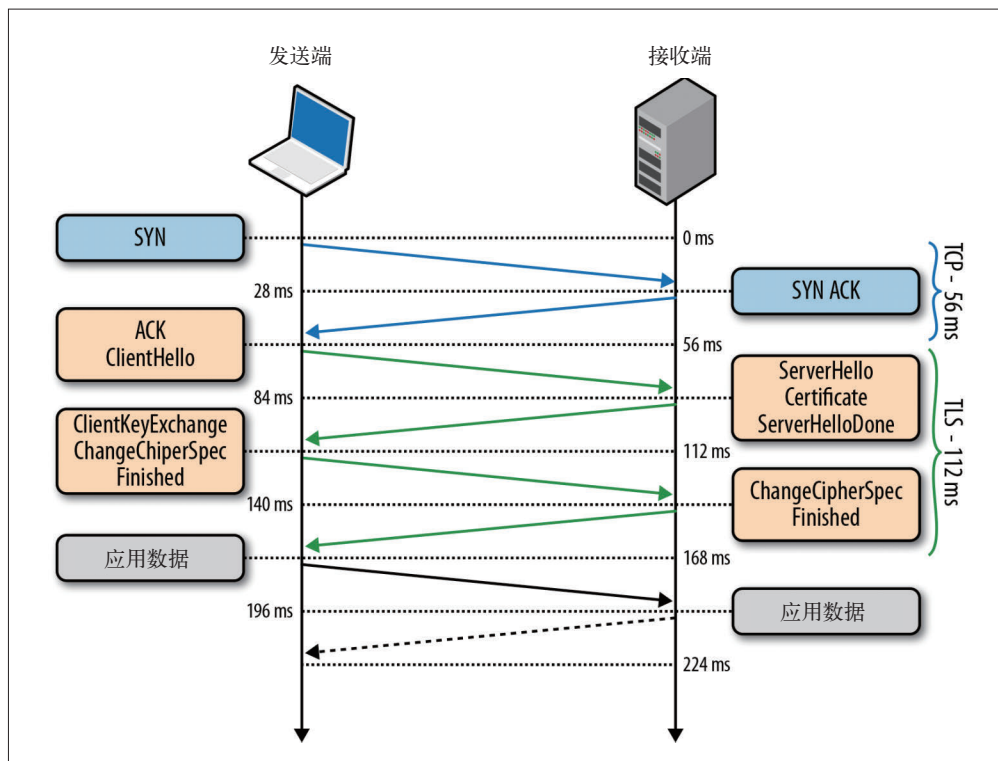 发送端
接收端
SYN
0 ms
28 ms
SYN ACK
TCP - 56 ms
ACK
ClientHello
56 ms
84 ms
ServerHello
Certificate
ServerHelloDone
TLS - 112 ms
ClientKeyExchange
ChangeChiperSpec
Finished
112 ms
140 ms
ChangeCipherSpec
Finished
应用数据
168 ms
196 ms
应用数据
224 ms